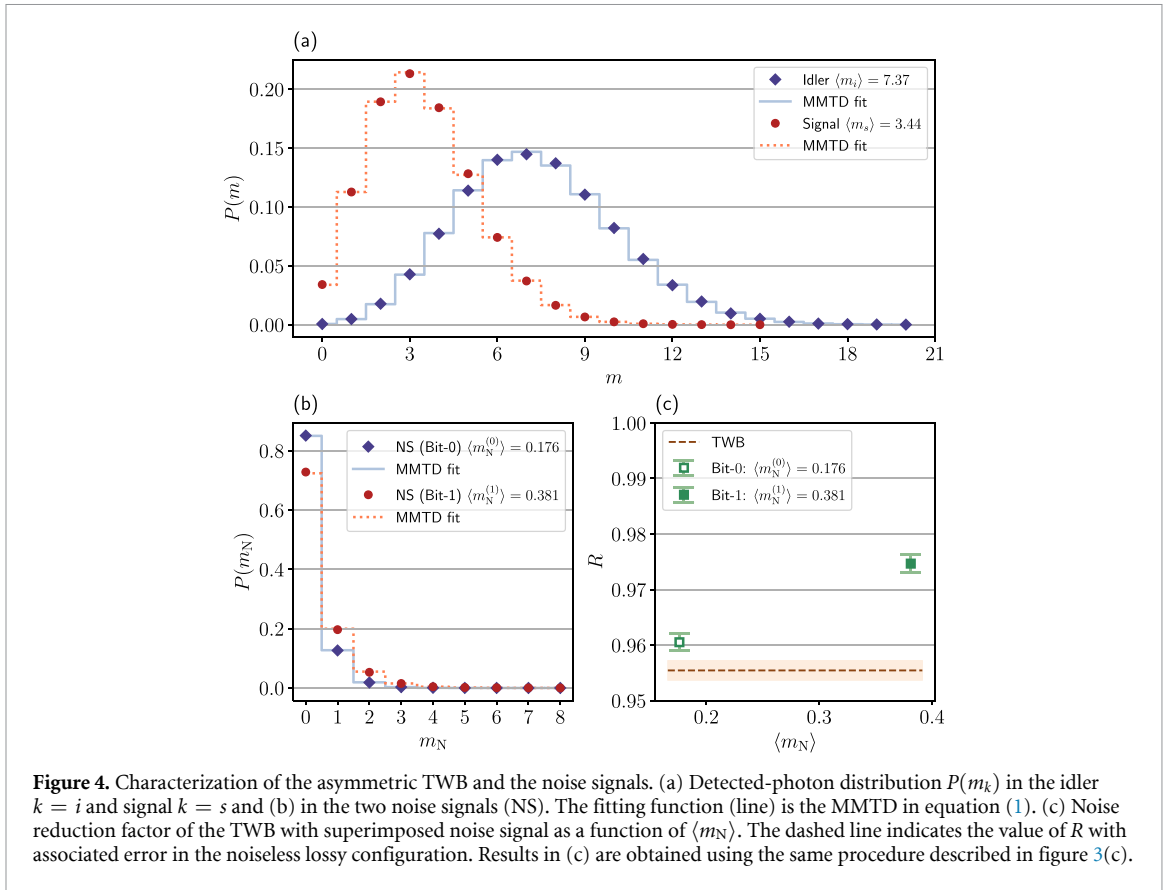 (a)
P(m)
0.20
0.15
0.10
0.05
0.00
Idler ⟨m_i⟩ = 7.37
MMTD fit
Signal ⟨m_s⟩ = 3.44
MMTD fit
0 3 6 9 12 15 18 21
m
(b)
P(m_N)
0.8
0.6
0.4
0.2
0.0
NS (Bit-0) ⟨m_N^(0)⟩ = 0.176
MMTD fit
NS (Bit-1) ⟨m_N^(1)⟩ = 0.381
MMTD fit
0 1 2 3 4 5 6 7 8
m_N
(c)
R
1.00
0.99
0.98
0.97
0.96
0.95
TWB
Bit-0: ⟨m_N^(0)⟩ = 0.176
Bit-1: ⟨m_N^(1)⟩ = 0.381
0.2 0.3 0.4
⟨m_N⟩
Figure 4. Characterization of the asymmetric TWB and the noise signals. (a) Detected-photon distribution P(m_k) in the idler
k = i and signal k = s and (b) in the two noise signals (NS). The fitting function (line) is the MMTD in equation (1). (c) Noise
reduction factor of the TWB with superimposed noise signal as a function of ⟨m_N⟩. The dashed line indicates the value of R with
associated error in the noiseless lossy configuration. Results in (c) are obtained using the same procedure described in figure 3(c).